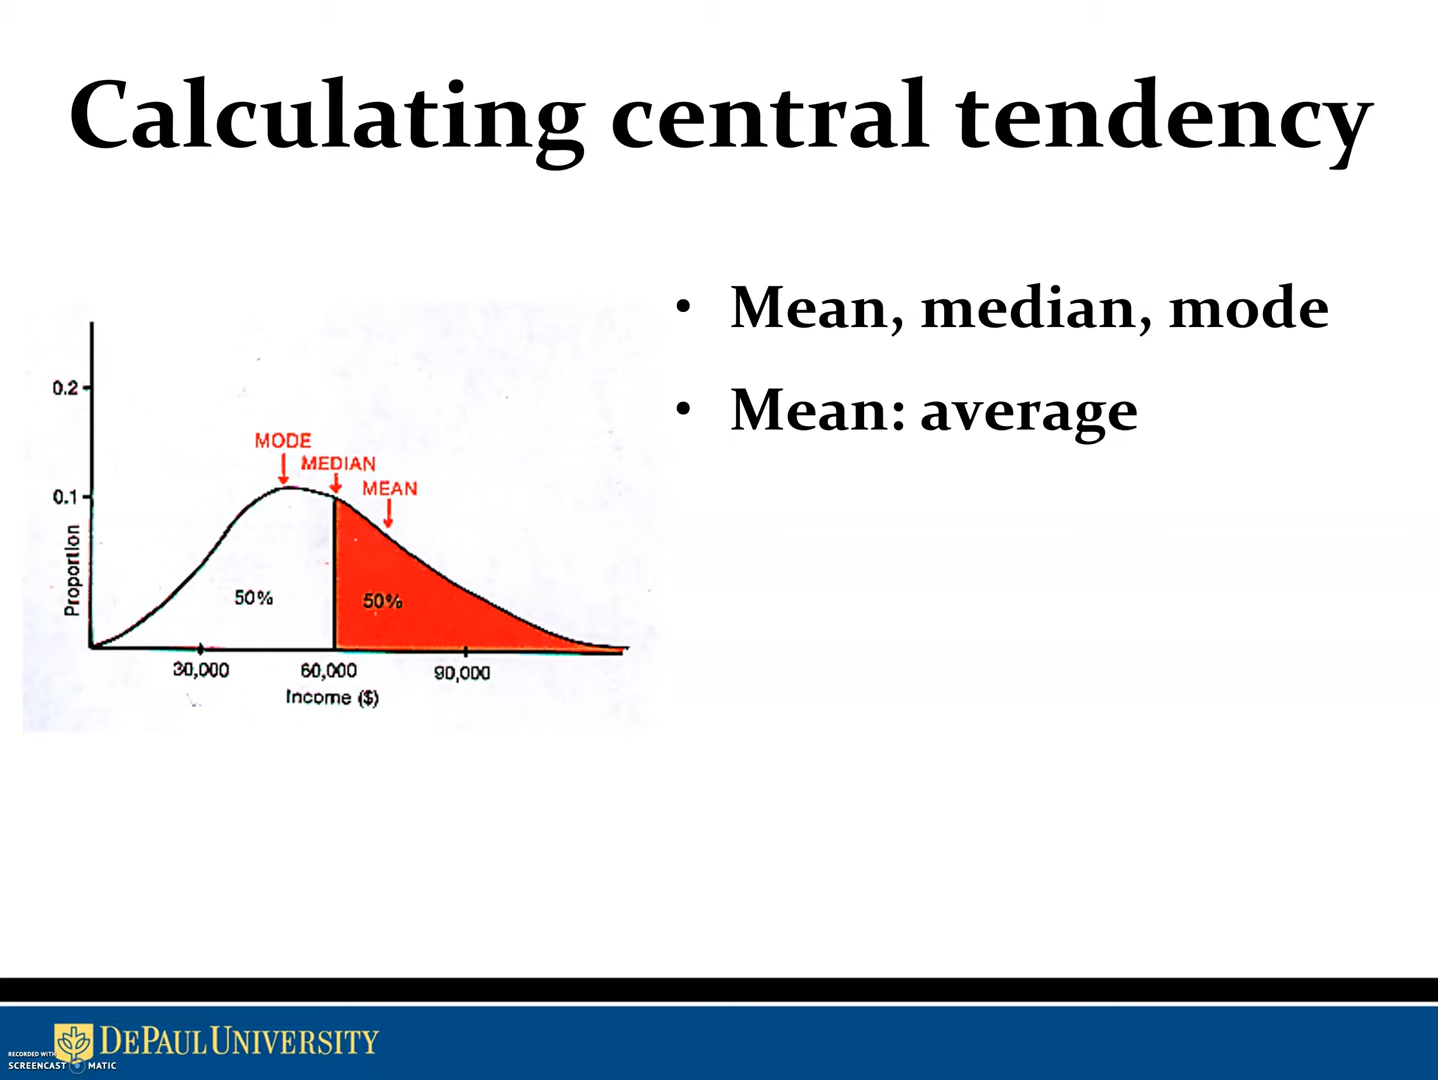 Calculating central tendency
• Mean, median, mode
• Mean: average
0.2
0.1
Proportion
MODE
MEDIAN
MEAN
50%
50%
30,000
60,000
90,000
Income ($)
DEPAUL UNIVERSITY
RECORDED WITH
SCREENCAST MATIC